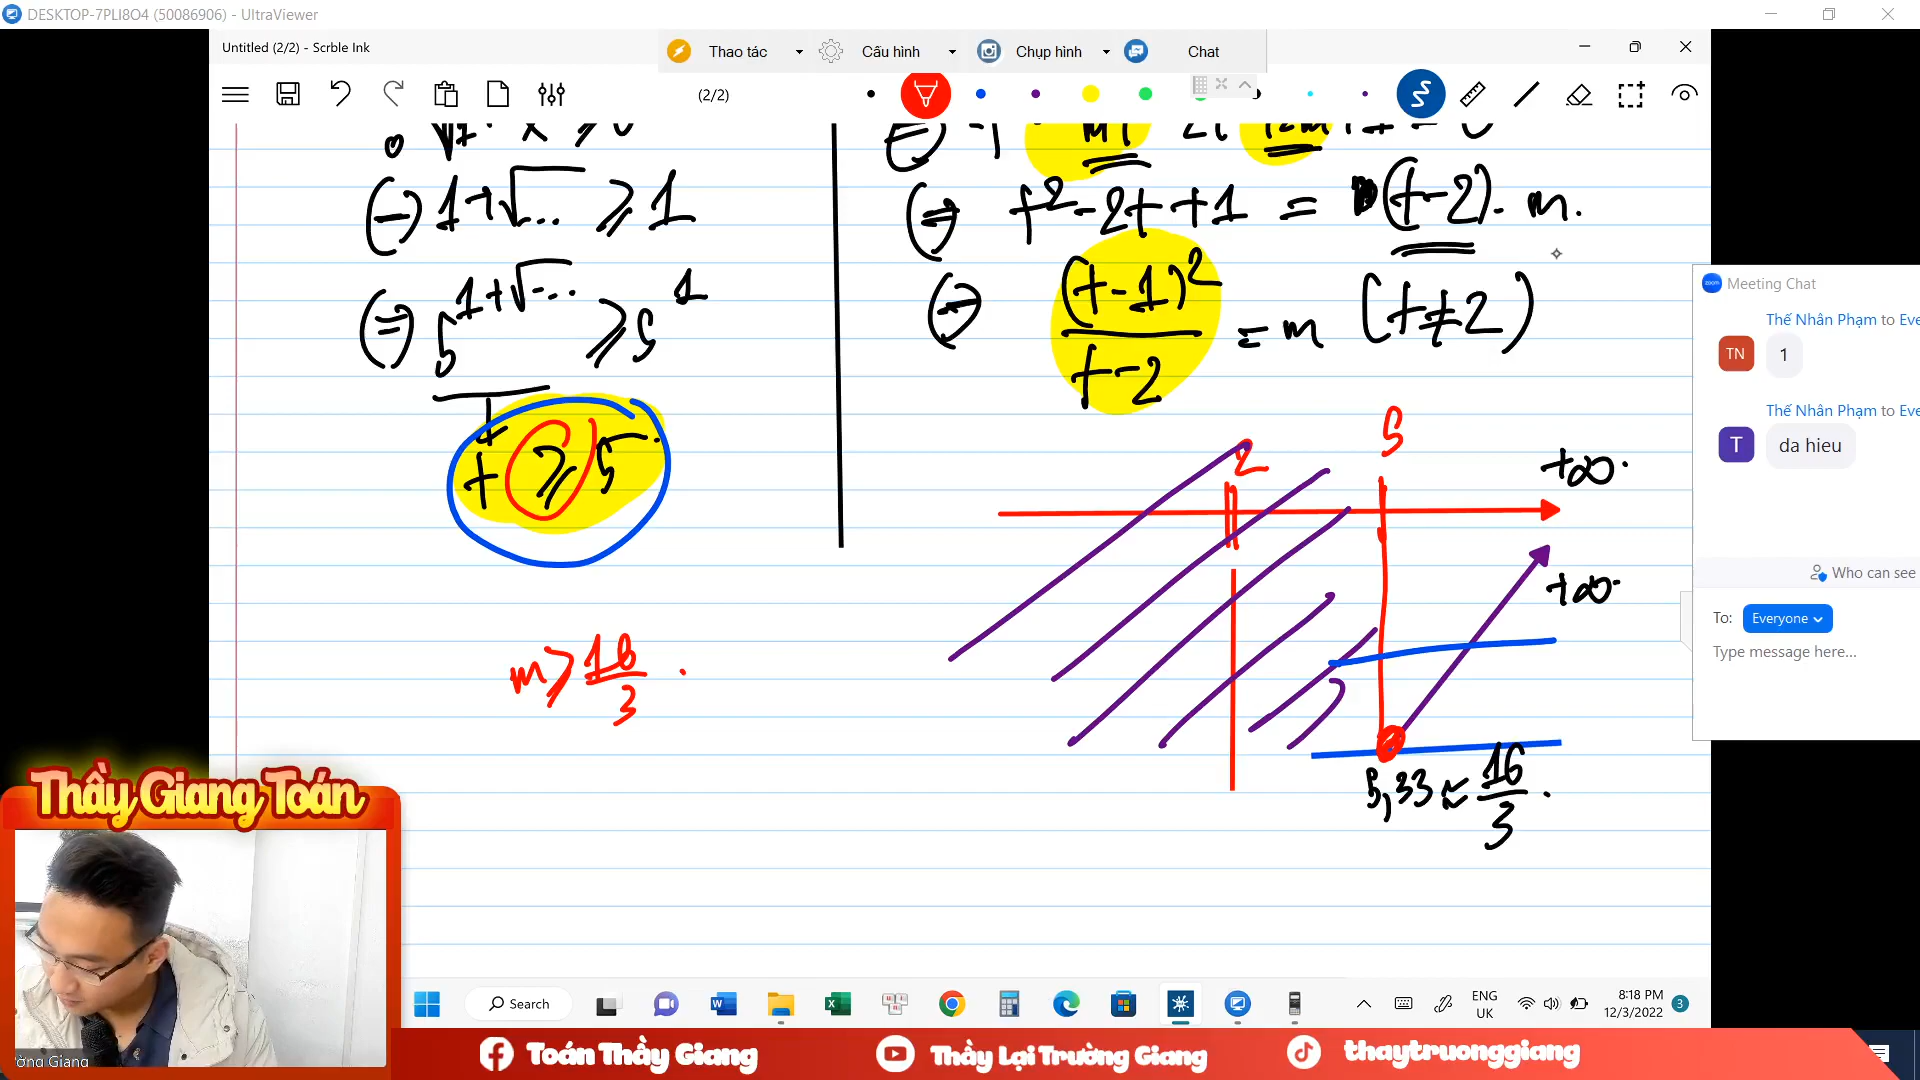 DESKTOP-7PLI8O4 (50086906) - UltraViewer
Untitled (2/2) - Scrble Ink
Thao tác
Cấu hình
Chụp hình
Chat
(2/2)
(=) 1+√... ⩾ 1
(=) 5^(1+√...) ⩾ 5^1
t ⩾ 5
m ⩾ 16/3 .
(=) t² - 2t + 1 = (t-2) . m.
(=) (t-1)²/(t-2) = m (t≠2)
2
5
+∞.
+∞.
5,33 ≈ 16/3 .
Meeting Chat
Thế Nhân Phạm to Eve
TN
1
Thế Nhân Phạm to Eve
T
da hieu
Who can see
To: Everyone
Type message here...
Thầy Giang Toán
ờng Giang
Search
ENG
UK
8:18 PM
12/3/2022
3
Toán Thầy Giang
Thầy Lại Trường Giang
thaytruonggiang